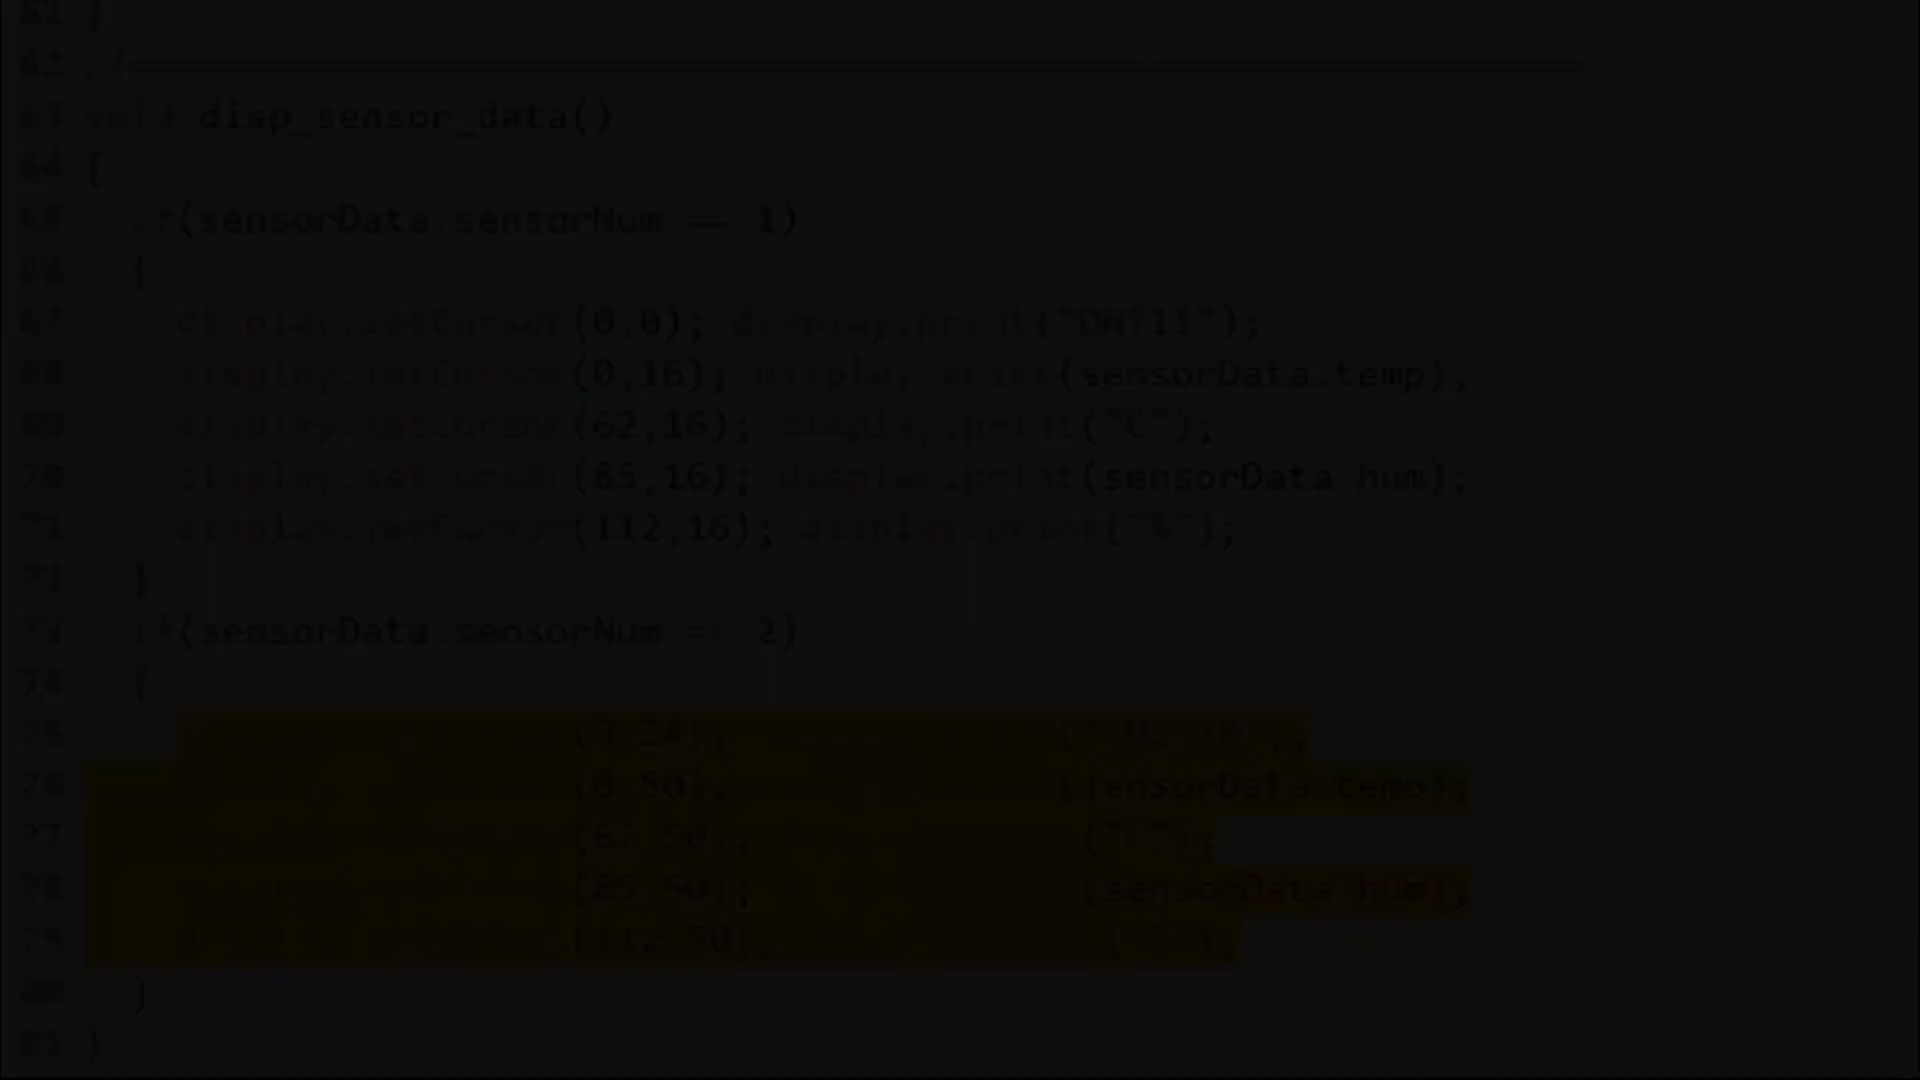 61 }
62 //
63 void disp_sensor_data()
64 {
65 if(sensorData.sensorNum == 1)
66 {
67 display.setCursor(0,0); display.print("DHT11");
68 display.setCursor(0,16); display.print(sensorData.temp);
69 display.setCursor(62,16); display.print("C");
70 display.setCursor(85,16); display.print(sensorData.hum);
71 display.setCursor(112,16); display.print("%");
72 }
73 if(sensorData.sensorNum == 2)
74 {
75 (0,34);
76 (0,50); (sensorData.temp);
77 (62,50);
78 (85,50); (sensorData.hum);
79 (112,50);
80 }
81 }